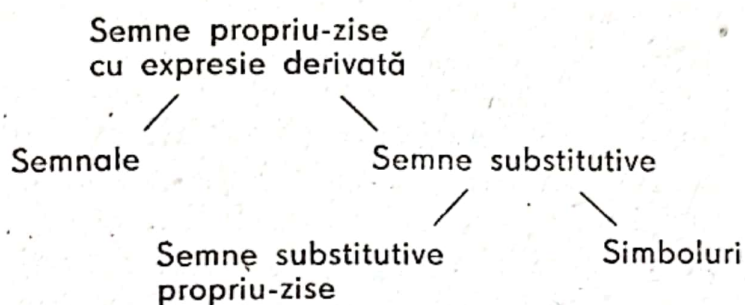 Semne propriu-zise
cu expresie derivată
Semnale
Semne substitutive
Semne substitutive
propriu-zise
Simboluri